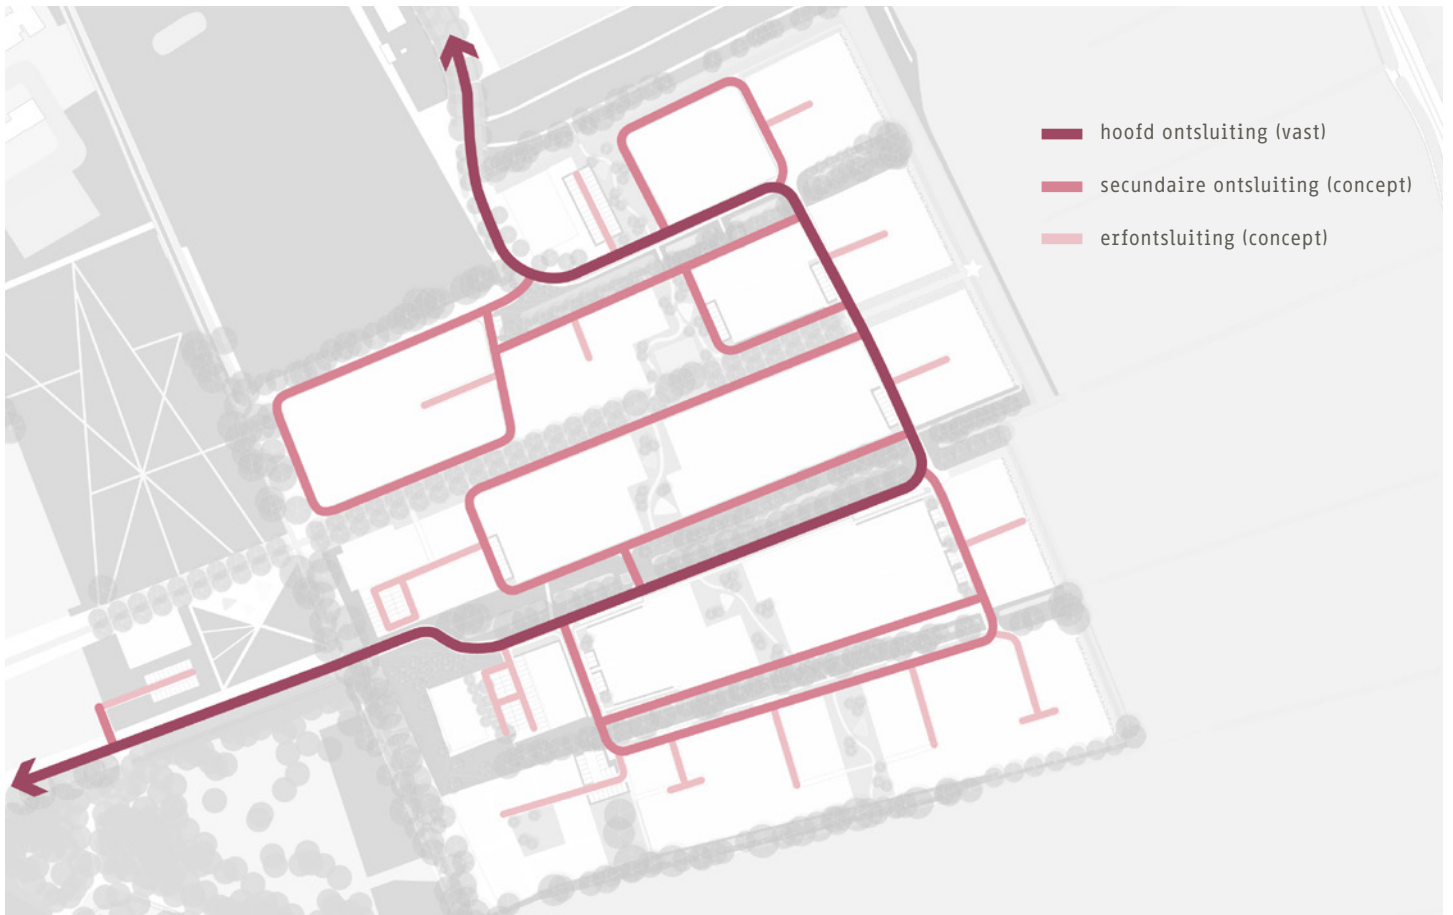 hoofd ontsluiting (vast)
secundaire ontsluiting (concept)
erfontsluiting (concept)